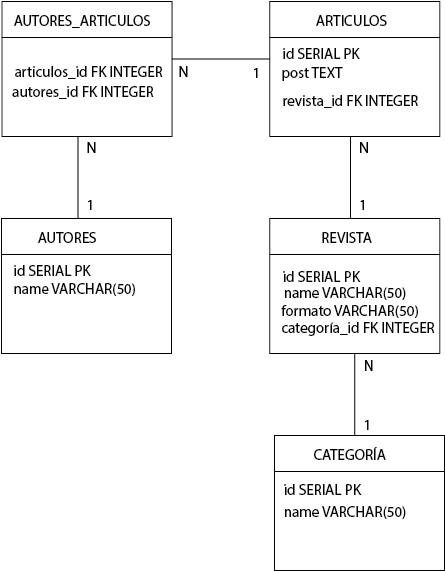 AUTORES_ARTICULOS
articulos_id FK INTEGER
autores_id FK INTEGER
N
1
ARTICULOS
id SERIAL PK
post TEXT
revista_id FK INTEGER
N
1
N
1
AUTORES
id SERIAL PK
name VARCHAR(50)
REVISTA
id SERIAL PK
name VARCHAR(50)
formato VARCHAR(50)
categoría_id FK INTEGER
N
1
CATEGORÍA
id SERIAL PK
name VARCHAR(50)